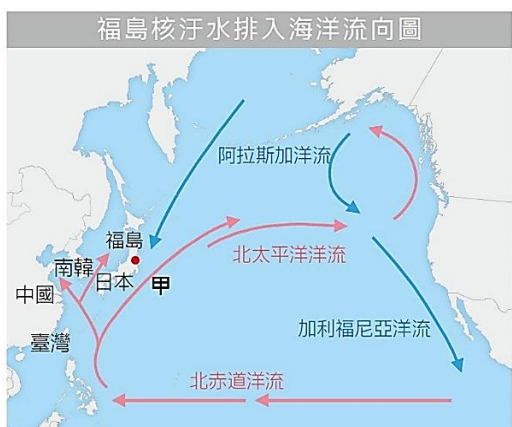 福島核汙水排入海洋流向圖
阿拉斯加洋流
福島
北太平洋洋流
南韓
日本
甲
中國
加利福尼亞洋流
臺灣
北赤道洋流